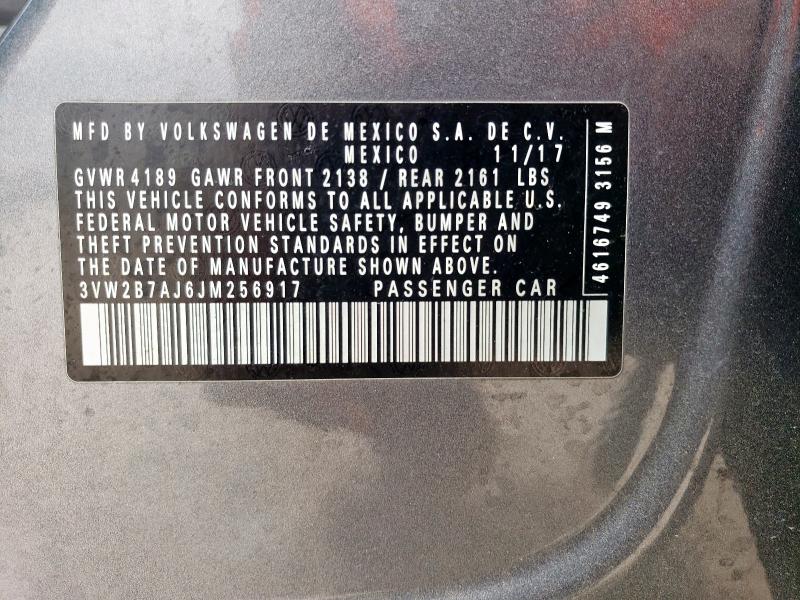 MFD BY VOLKSWAGEN DE MEXICO S.A. DE C.V.
MEXICO 11/17
GVWR 4189 GAWR FRONT 2138 / REAR 2161 LBS
THIS VEHICLE CONFORMS TO ALL APPLICABLE U.S.
FEDERAL MOTOR VEHICLE SAFETY, BUMPER AND
THEFT PREVENTION STANDARDS IN EFFECT ON
THE DATE OF MANUFACTURE SHOWN ABOVE.
3VW2B7AJ6JM256917 PASSENGER CAR
4616749 3156 M